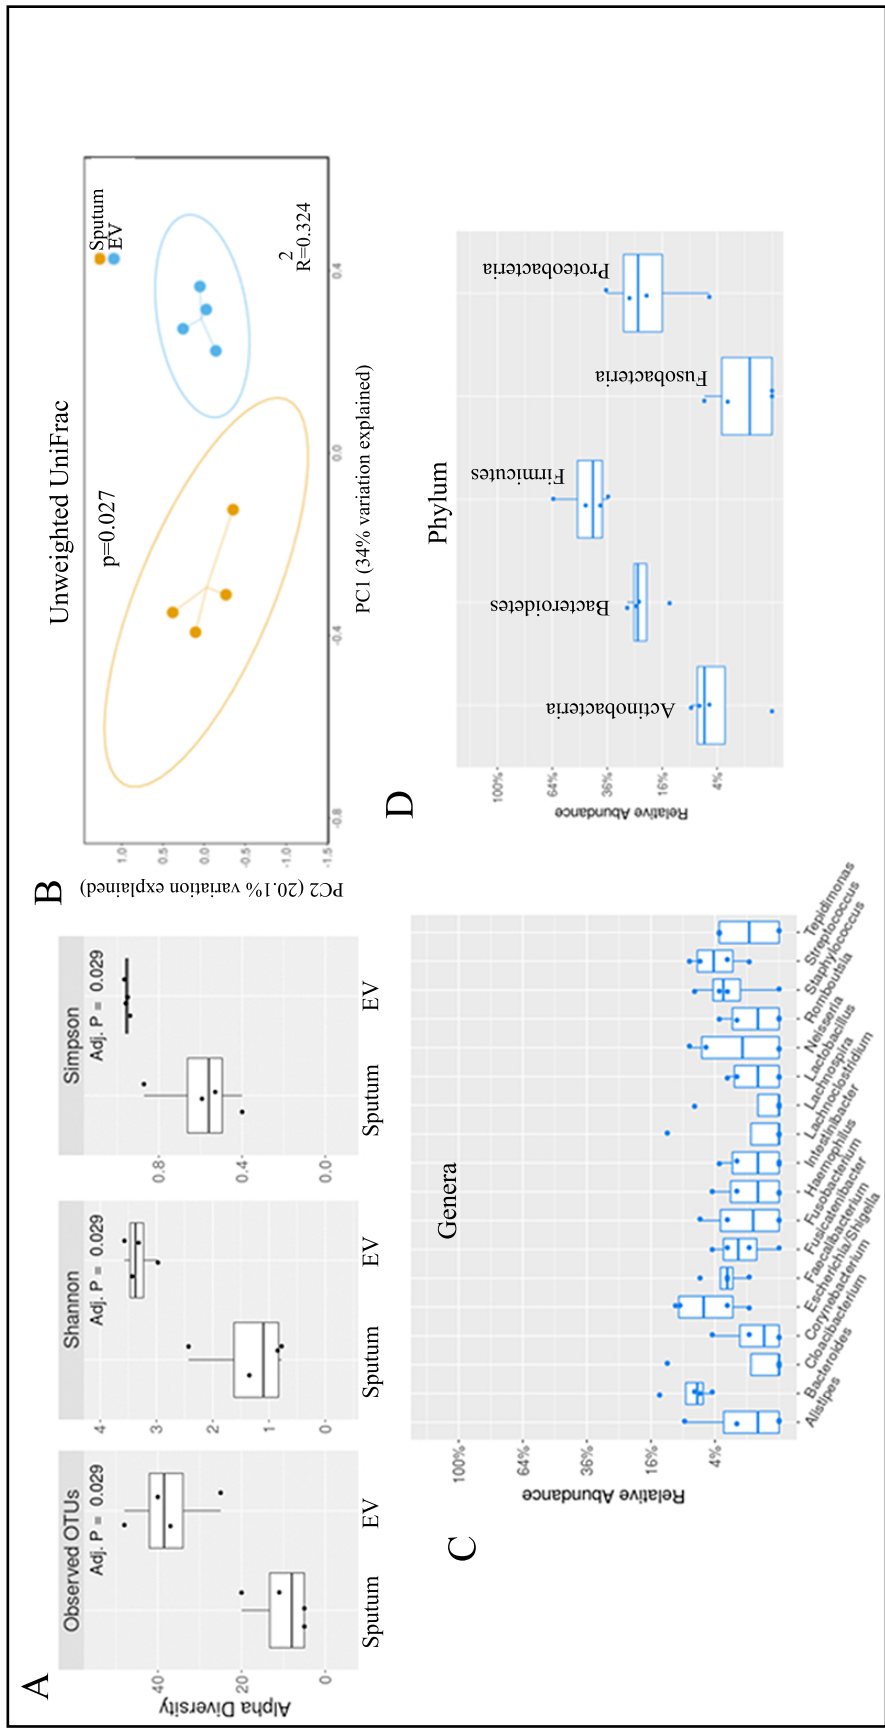 A
Observed OTUs
Adj. P = 0.029
Alpha Diversity
40
20
0
Sputum
EV
Shannon
Adj. P = 0.029
4
3
2
1
0
Sputum
EV
Simpson
Adj. P = 0.029
0.8
0.4
0.0
Sputum
EV
B
Unweighted UniFrac
p=0.027
Sputum
EV
2
R=0.324
PC2 (20.1% variation explained)
1.0
0.5
0.0
-0.5
-1.0
-1.5
-0.8
-0.4
0.0
0.4
PC1 (34% variation explained)
C
Genera
Relative Abundance
100%
64%
36%
16%
4%
Alistipes
Bacteroides
Cloacibacterium
Corynebacterium
Escherichia/Shigella
Faecalibacterium
Fusicatenibacter
Fusobacterium
Haemophilus
Intestinibacter
Lachnoclostridium
Lachnospira
Lactobacillus
Neisseria
Romboutsia
Staphylococcus
Streptococcus
Tepidimonas
D
Phylum
Relative Abundance
100%
64%
36%
16%
4%
Actinobacteria
Bacteroidetes
Firmicutes
Fusobacteria
Proteobacteria